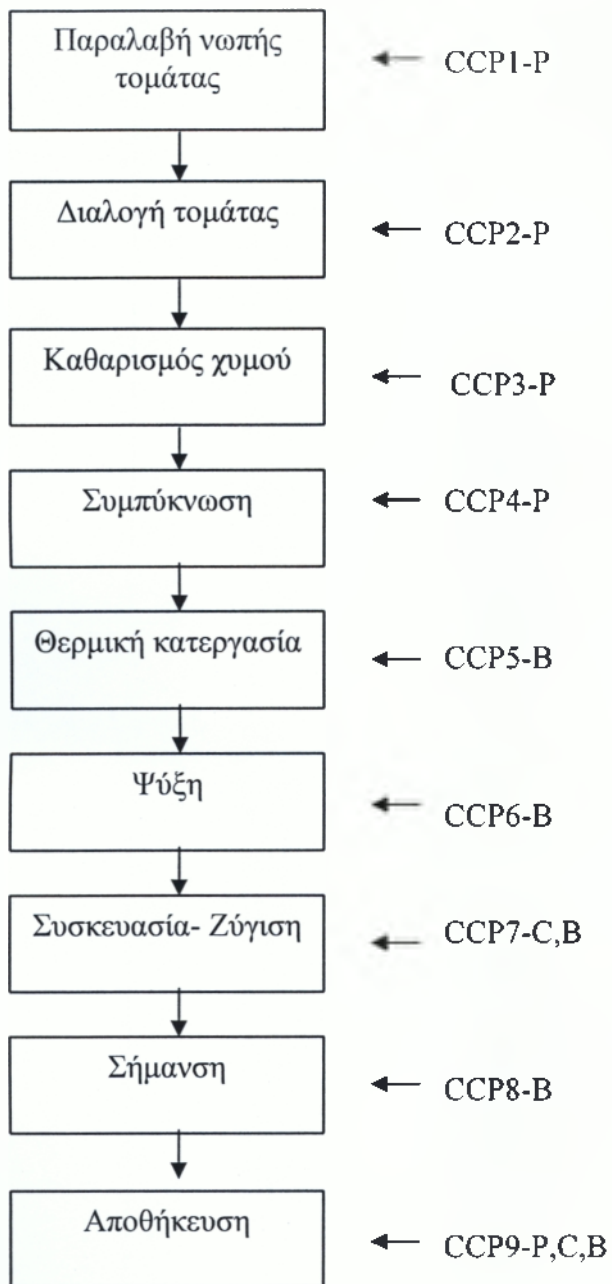 Παραλαβή νωπής
τομάτας
CCP1-P
Διαλογή τομάτας
CCP2-P
Καθαρισμός χυμού
CCP3-P
Συμπύκνωση
CCP4-P
Θερμική κατεργασία
CCP5-B
Ψύξη
CCP6-B
Συσκευασία- Ζύγιση
CCP7-C,B
Σήμανση
CCP8-B
Αποθήκευση
CCP9-P,C,B